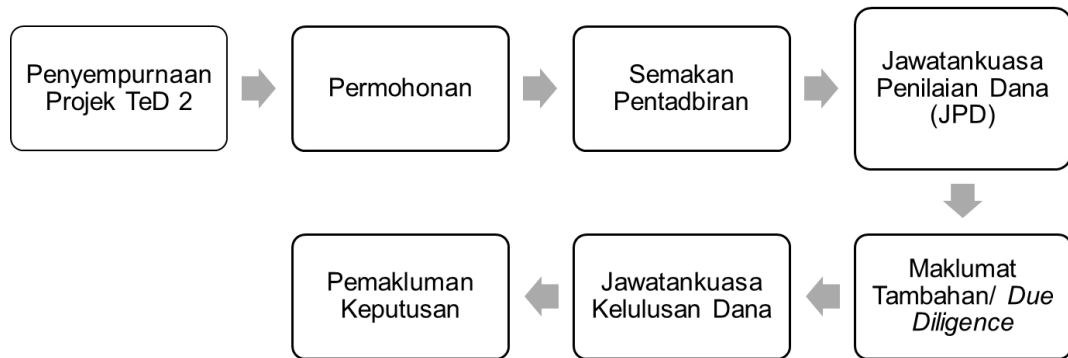 Penyempurnaan
Projek TeD 2
Permohonan
Semakan
Pentadbiran
Jawatankuasa
Penilaian Dana
(JPD)
Maklumat
Tambahan/ Due
Diligence
Jawatankuasa
Kelulusan Dana
Pemakluman
Keputusan